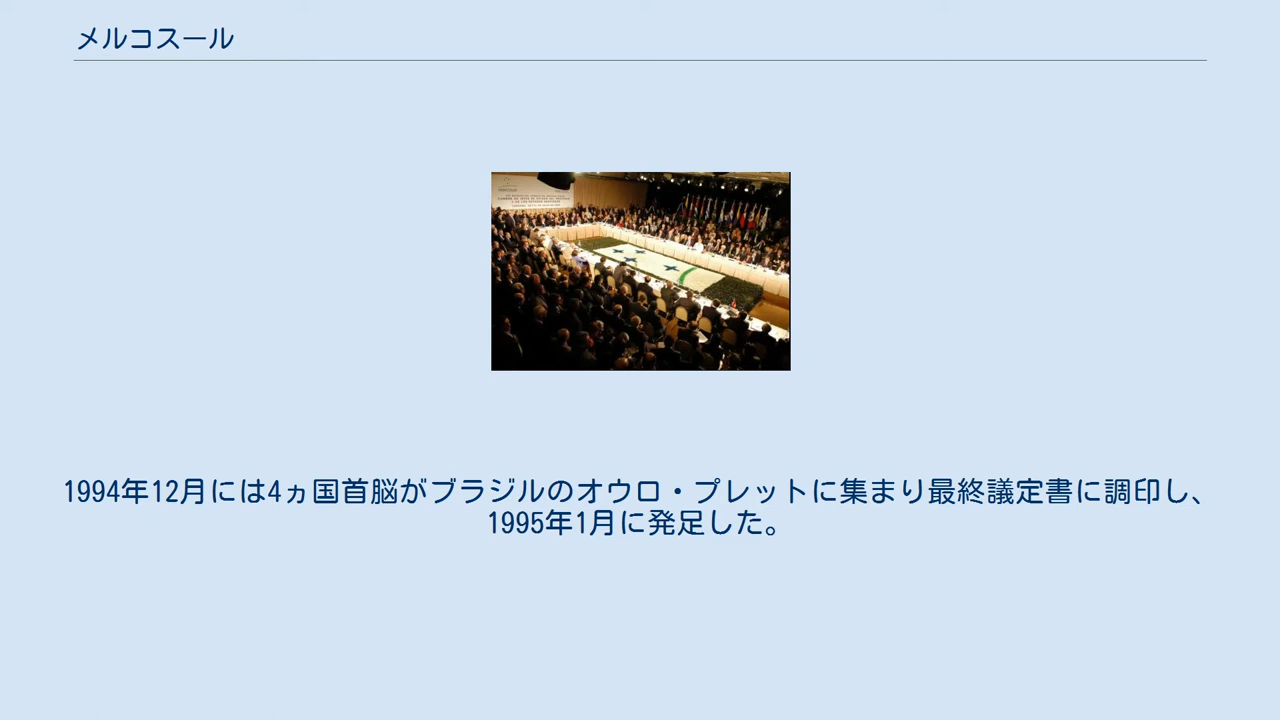 メルコスール
1994年12月には4ヵ国首脳がブラジルのオウロ・プレットに集まり最終議定書に調印し、
1995年1月に発足した。